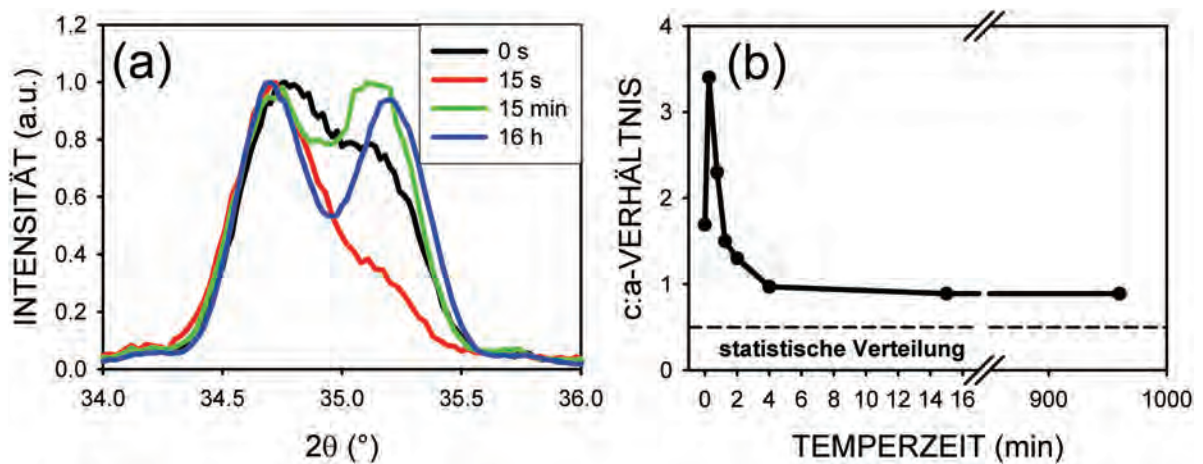 (a)
INTENSITÄT (a.u.)
1.2
1.0
0.8
0.6
0.4
0.2
0.0
34.0 34.5 35.0 35.5 36.0
2θ (°)
0 s
15 s
15 min
16 h
(b)
c:a-VERHÄLTNIS
4
3
2
1
0
statistische Verteilung
0 2 4 6 8 10 12 14 16 900 1000
TEMPERZEIT (min)